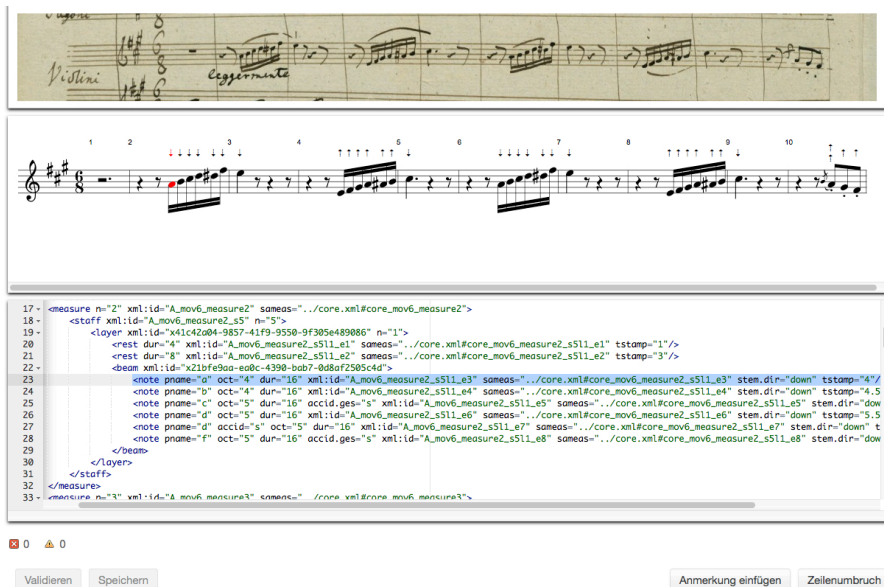 Fagotti
Violini
leggermente
1 2 3 4 5 6 7 8 9 10
17 <measure n="2" xml:id="A_mov6_measure2" sameas="../core.xml#core_mov6_measure2">
18 <staff xml:id="A_mov6_measure2_s5" n="5">
19 <layer xml:id="x41c42a04-9857-41f9-9550-9f305e489086" n="1">
20 <rest dur="4" xml:id="A_mov6_measure2_s5l1_e1" sameas="../core.xml#core_mov6_measure2_s5l1_e1" tstamp="1"/>
21 <rest dur="8" xml:id="A_mov6_measure2_s5l1_e2" sameas="../core.xml#core_mov6_measure2_s5l1_e2" tstamp="3"/>
22 <beam xml:id="x21bfe9aa-ea0c-4390-bab7-0d8af2505c4d">
23 <note pname="a" oct="4" dur="16" xml:id="A_mov6_measure2_s5l1_e3" sameas="../core.xml#core_mov6_measure2_s5l1_e3" stem.dir="down" tstamp="4"/
24 <note pname="b" oct="4" dur="16" xml:id="A_mov6_measure2_s5l1_e4" sameas="../core.xml#core_mov6_measure2_s5l1_e4" stem.dir="down" tstamp="4.5
25 <note pname="c" oct="5" dur="16" accid.ges="s" xml:id="A_mov6_measure2_s5l1_e5" sameas="../core.xml#core_mov6_measure2_s5l1_e5" stem.dir="dow
26 <note pname="d" oct="5" dur="16" xml:id="A_mov6_measure2_s5l1_e6" sameas="../core.xml#core_mov6_measure2_s5l1_e6" stem.dir="down" tstamp="5.5
27 <note pname="d" accid="s" oct="5" dur="16" xml:id="A_mov6_measure2_s5l1_e7" sameas="../core.xml#core_mov6_measure2_s5l1_e7" stem.dir="down" t
28 <note pname="f" oct="5" dur="16" accid.ges="s" xml:id="A_mov6_measure2_s5l1_e8" sameas="../core.xml#core_mov6_measure2_s5l1_e8" stem.dir="dow
29 </beam>
30 </layer>
31 </staff>
32 </measure>
33 <measure n="3" xml:id="A_mov6_measure3" sameas="../core.xml#core_mov6_measure3">
0 0
Validieren Speichern Anmerkung einfügen Zeilenumbruch